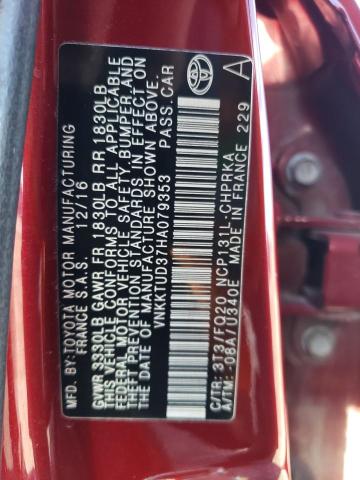 MFD. BY: TOYOTA MOTOR MANUFACTURING
FRANCE S.A.S. 12/16
GVWR 3330LB GAWR FR 1830LB RR 1830LB
THIS VEHICLE CONFORMS TO ALL APPLICABLE
FEDERAL MOTOR VEHICLE SAFETY, BUMPER, AND
THEFT PREVENTION STANDARDS IN EFFECT ON
THE DATE OF MANUFACTURE SHOWN ABOVE.
VNKKTUD37HA079353 PASS. CAR
C/TR: 3T3/FQ20 NCP131L-CHPRKA
A/TM: -08A/U340E MADE IN FRANCE 229
A